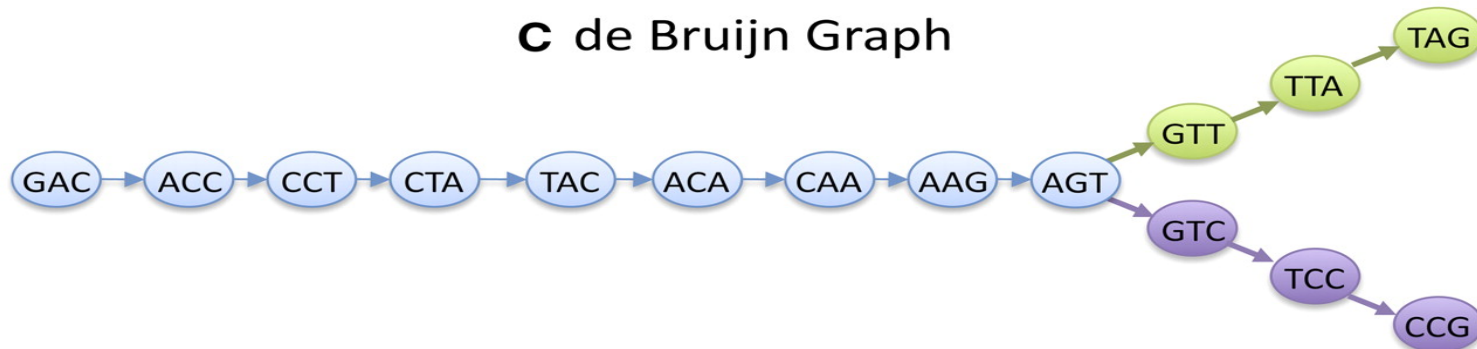 C de Bruijn Graph
TAG
TTA
GTT
GAC ACC CCT CTA TAC ACA CAA AAG AGT
GTC
TCC
CCG